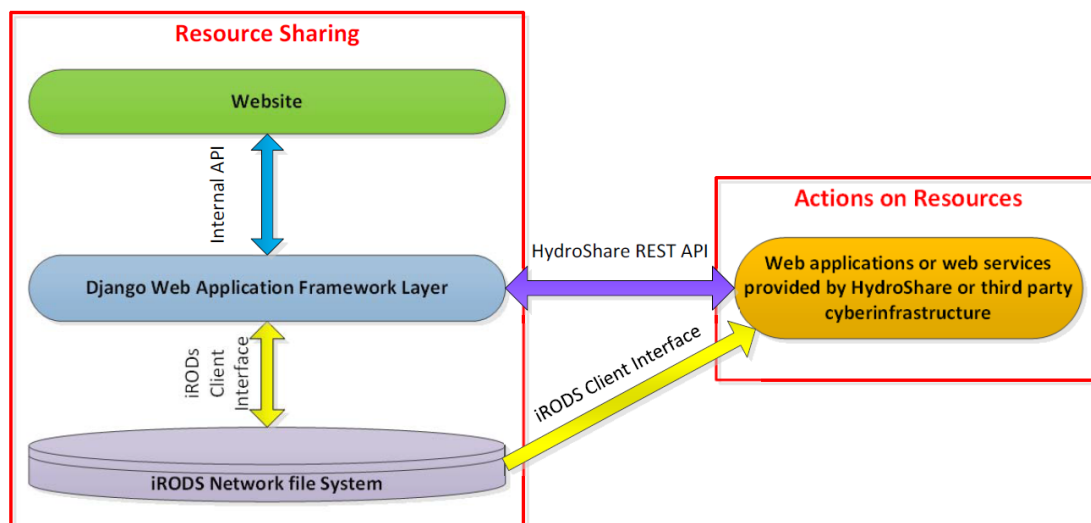 Resource Sharing
Website
Internal API
Django Web Application Framework Layer
iRODs
Client
Interface
iRODS Network file System
HydroShare REST API
iRODS Client Interface
Actions on Resources
Web applications or web services
provided by HydroShare or third party
cyberinfrastructure